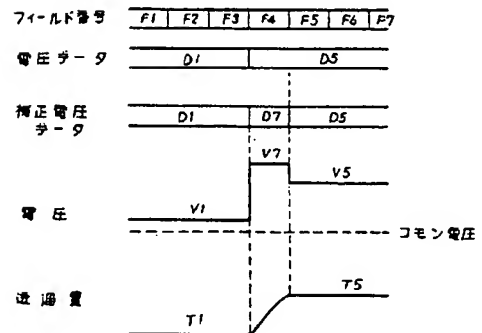 フィールド番号 F1 F2 F3 F4 F5 F6 F7
電圧データ D1 D5
補正電圧
データ D1 D7 D5
V7
V5
電圧 V1
コモン電圧
透過量 T1 T5